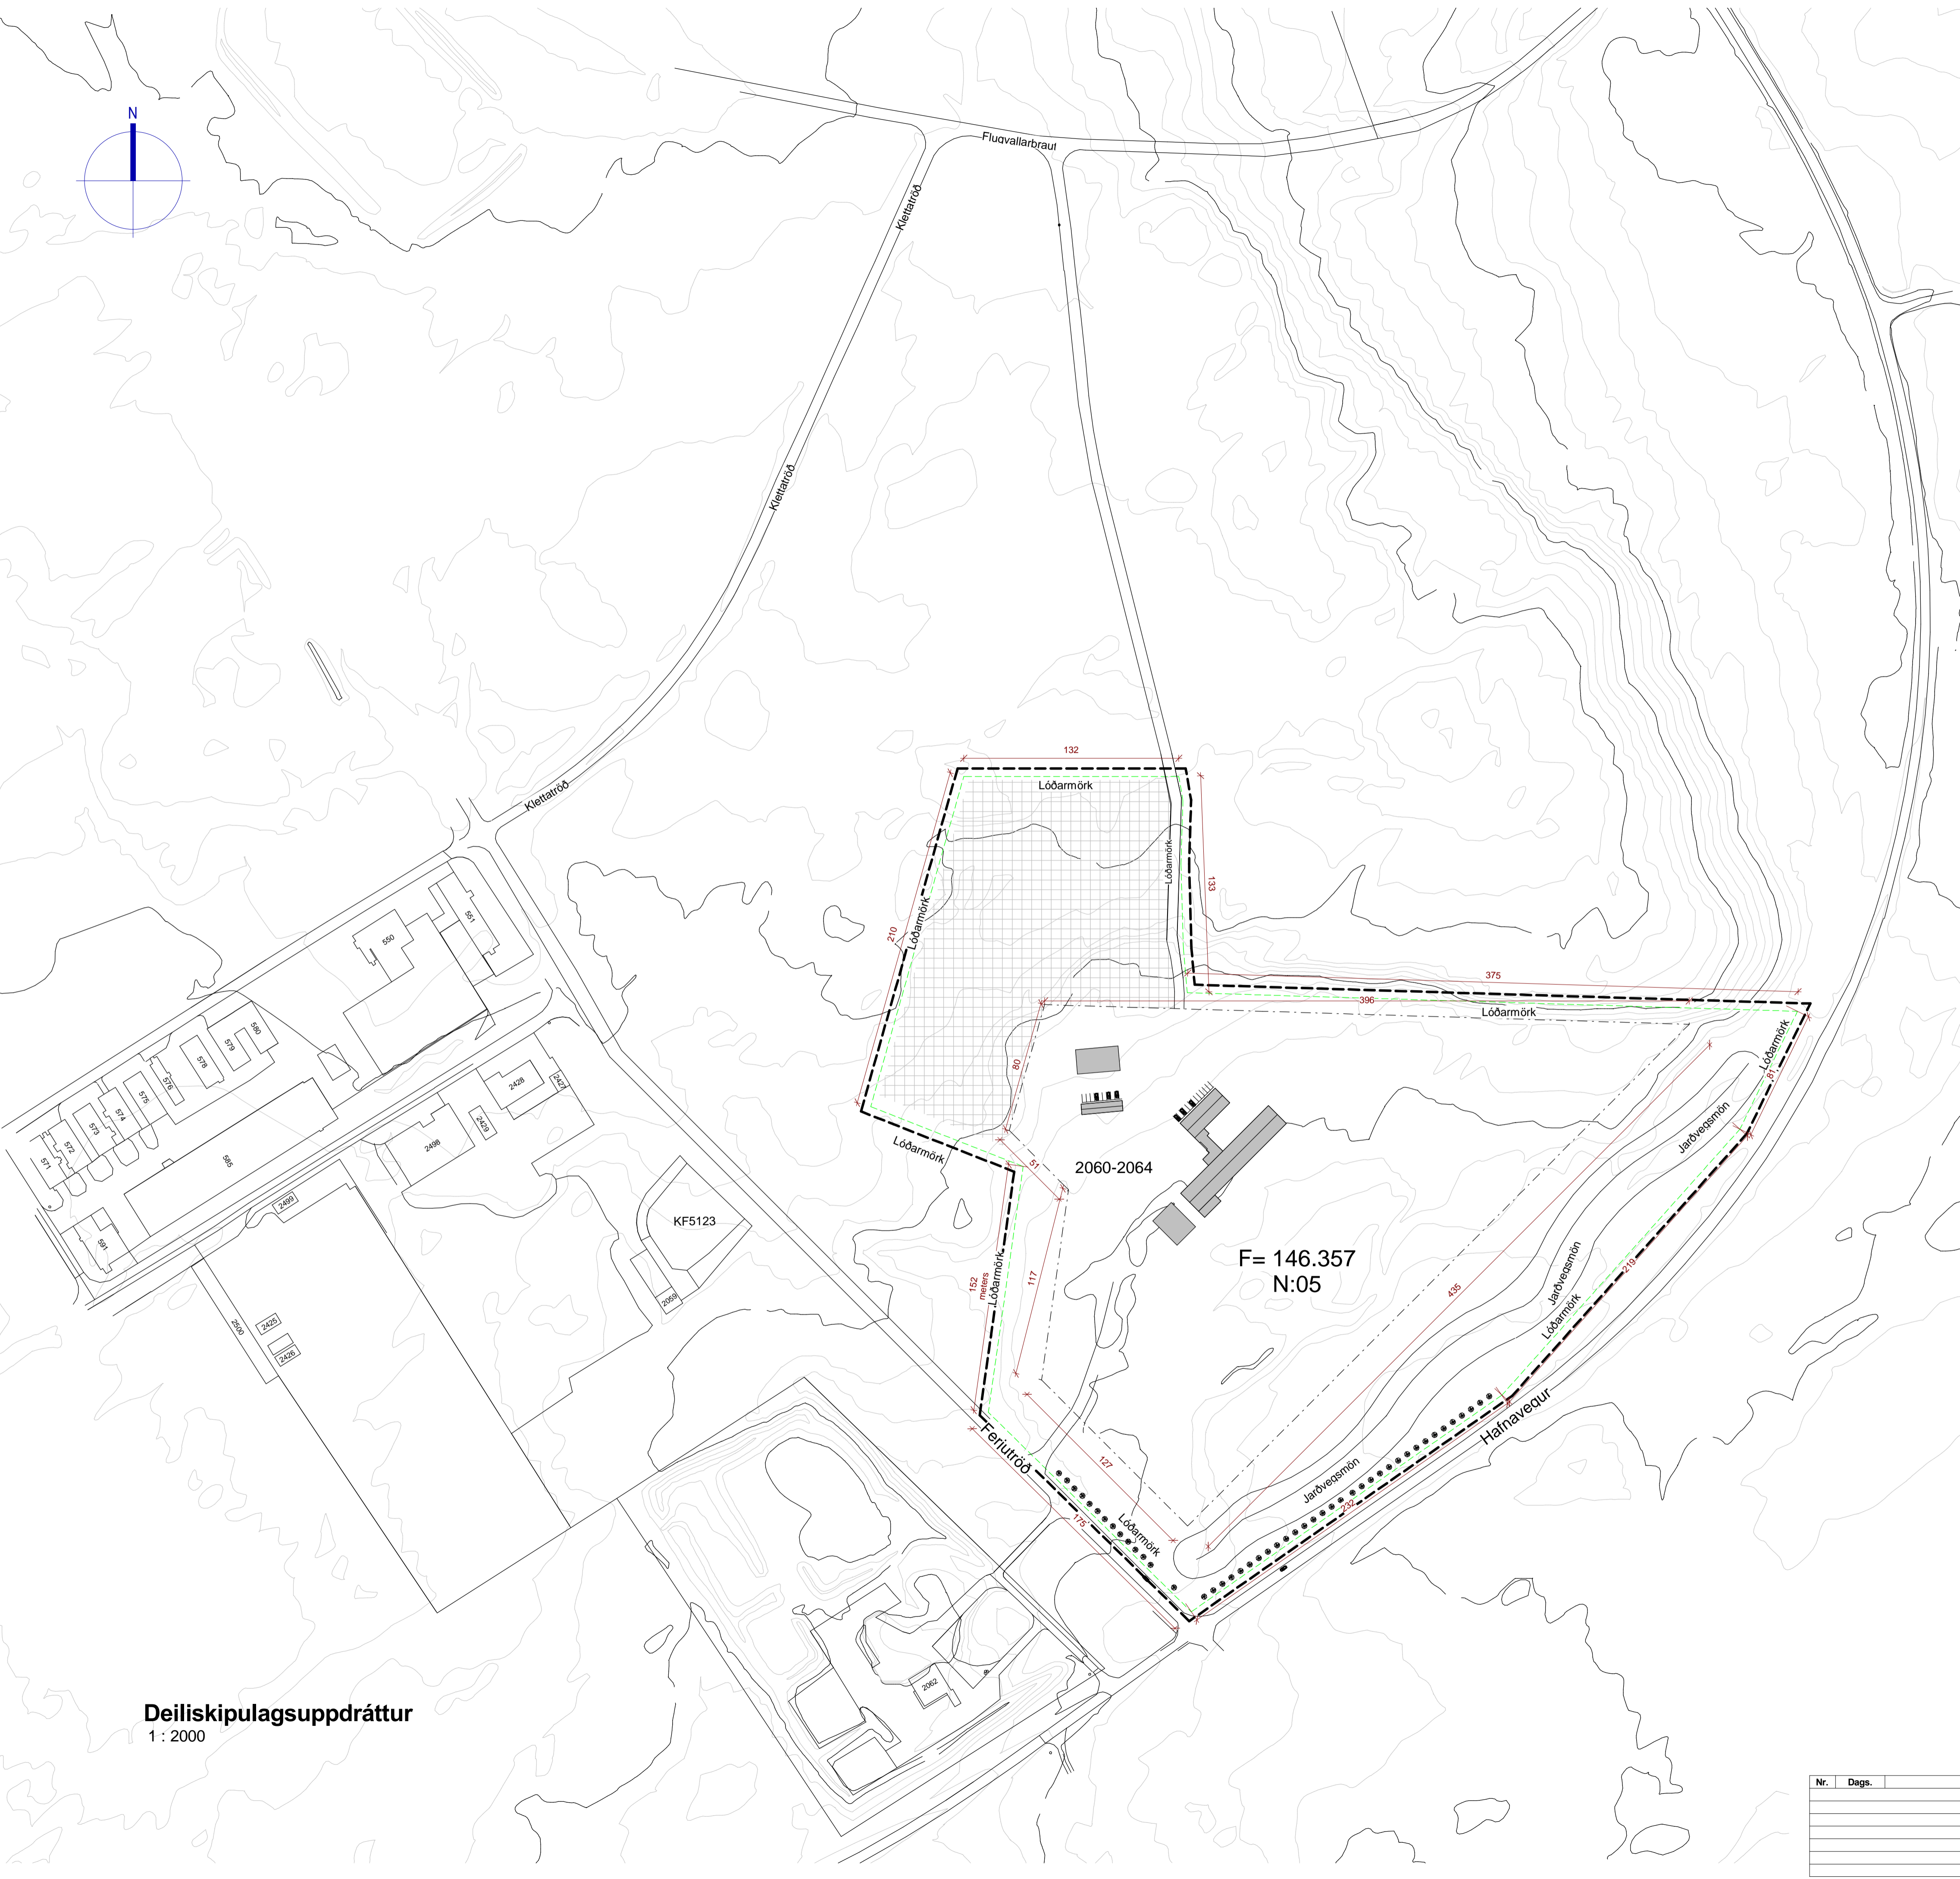 N
Flugvallarbraut
Klettatröð
Klettatröð
Klettatröð
132
Lóðarmörk
Lóðarmörk
133
210
Lóðarmörk
375
396
Lóðarmörk
Lóðarmörk
81
80
Jarðvegsmön
Lóðarmörk
51
2060-2064
152
meters
Lóðarmörk
117
F= 146.357
N:05
435
Jarðvegsmön
Lóðarmörk
219
Hafnavegur
Ferjutröð
127
Jarðvegsmön
232
175
Lóðarmörk
551
550
580
579
578
576
575
574
573
572
571
585
591
2427
2428
2429
2498
2499
KF5123
2059
2500
2425
2426
2062
Deiliskipulagsuppdráttur
1 : 2000
Nr. Dags.